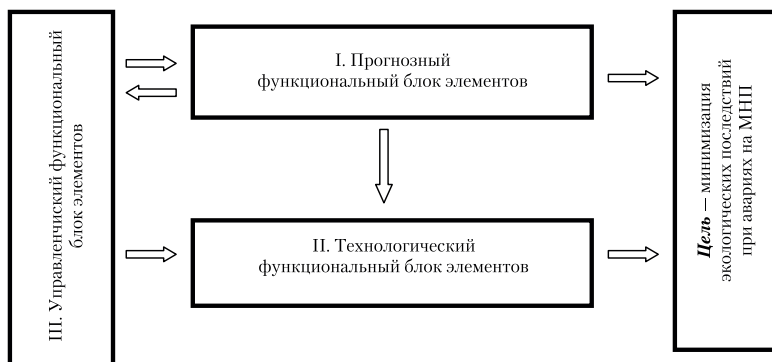 III. Управленчиский функциональный
блок элементов
I. Прогнозный
функциональный блок элементов
II. Технологический
функциональный блок элементов
Цель — минимизация
экологических последствий
при авариях на МНП